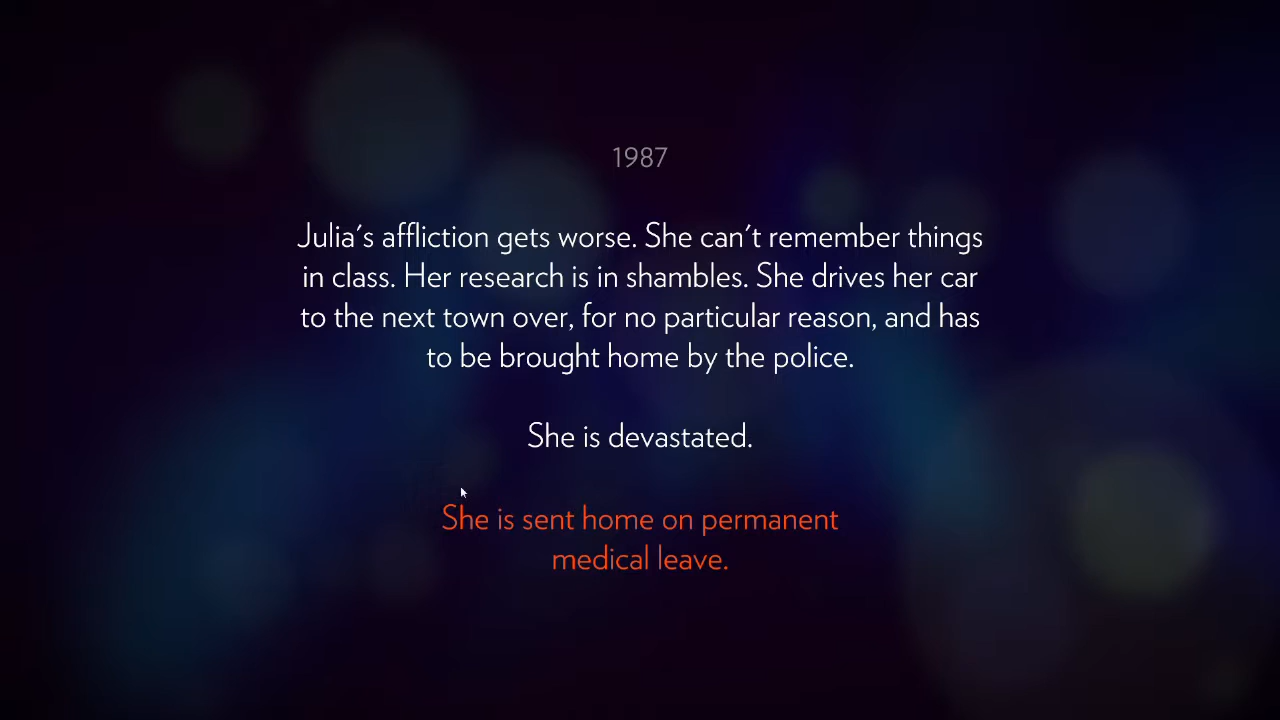 1987
Julia's affliction gets worse. She can't remember things
in class. Her research is in shambles. She drives her car
to the next town over, for no particular reason, and has
to be brought home by the police.
She is devastated.
She is sent home on permanent
medical leave.